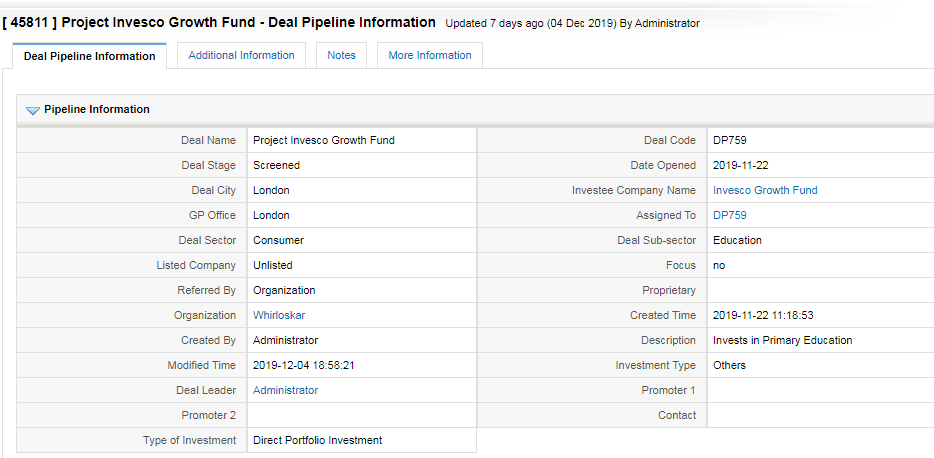 [ 45811 ] Project Invesco Growth Fund - Deal Pipeline Information Updated 7 days ago (04 Dec 2019) By Administrator
Deal Pipeline Information Additional Information Notes More Information
Pipeline Information
Deal Name Project Invesco Growth Fund Deal Code DP759
Deal Stage Screened Date Opened 2019-11-22
Deal City London Investee Company Name Invesco Growth Fund
GP Office London Assigned To DP759
Deal Sector Consumer Deal Sub-sector Education
Listed Company Unlisted Focus no
Referred By Organization Proprietary
Organization Whirloskar Created Time 2019-11-22 11:18:53
Created By Administrator Description Invests in Primary Education
Modified Time 2019-12-04 18:58:21 Investment Type Others
Deal Leader Administrator Promoter 1
Promoter 2 Contact
Type of Investment Direct Portfolio Investment